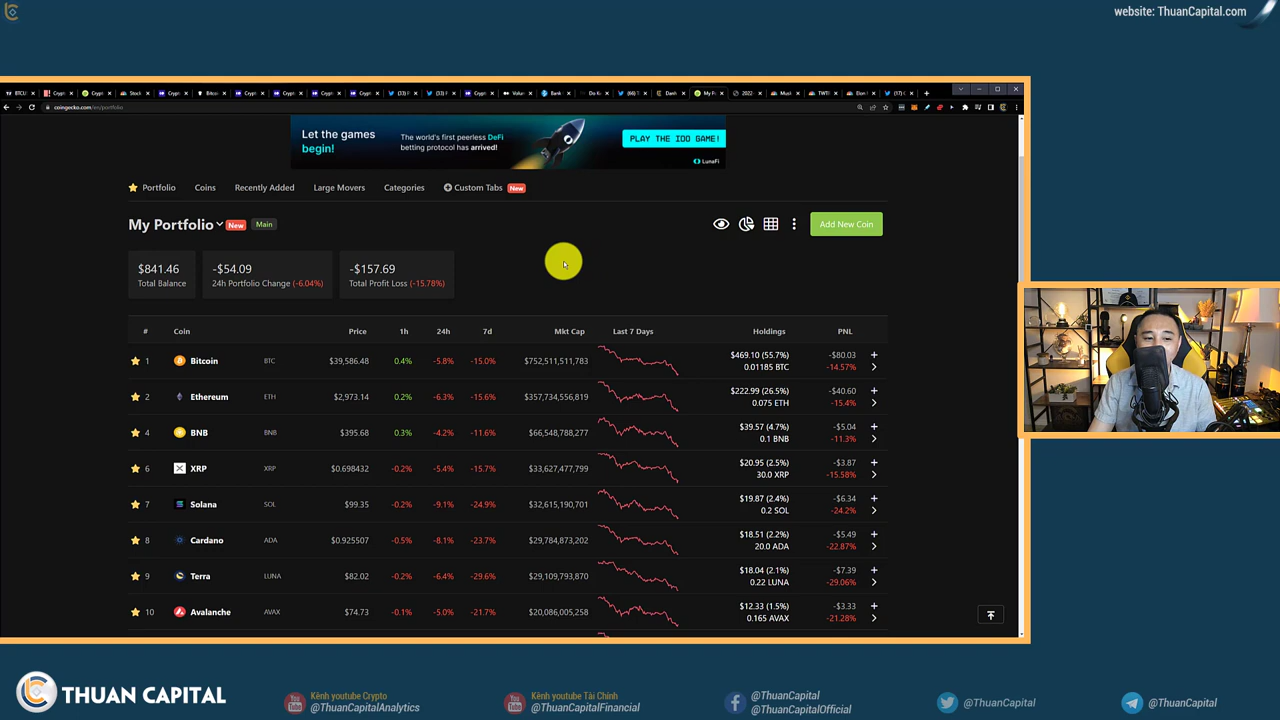 website: ThuanCapital.com
coingecko.com/en/portfolio
Let the games begin!
The world's first peerless DeFi betting protocol has arrived!
PLAY THE IDO GAME!
LunaFi
Portfolio Coins Recently Added Large Movers Categories Custom Tabs New
My Portfolio New Main
Add New Coin
$841.46 -$54.09 -$157.69
Total Balance 24h Portfolio Change (-6.04%) Total Profit Loss (-15.78%)
# Coin Price 1h 24h 7d Mkt Cap Last 7 Days Holdings PNL
1 Bitcoin BTC $39,586.48 0.4% -5.8% -15.0% $752,511,511,783 $469.10 (55.7%) -$80.03
0.01185 BTC -14.57%
2 Ethereum ETH $2,973.14 0.2% -6.3% -15.6% $357,734,556,819 $222.99 (26.5%) -$40.60
0.075 ETH -15.4%
4 BNB BNB $395.68 0.3% -4.2% -11.6% $66,548,788,277 $39.57 (4.7%) -$5.04
0.1 BNB -11.3%
6 XRP XRP $0.698432 -0.2% -5.4% -15.7% $33,627,477,799 $20.95 (2.5%) -$3.87
30.0 XRP -15.58%
7 Solana SOL $99.35 -0.2% -9.1% -24.9% $32,615,190,701 $19.87 (2.4%) -$6.34
0.2 SOL -24.2%
8 Cardano ADA $0.925507 -0.5% -8.1% -23.7% $29,784,873,202 $18.51 (2.2%) -$5.49
20.0 ADA -22.87%
9 Terra LUNA $82.02 -0.2% -6.4% -29.6% $29,109,793,870 $18.04 (2.1%) -$7.39
0.22 LUNA -29.06%
10 Avalanche AVAX $74.73 -0.1% -5.0% -21.7% $20,086,005,258 $12.33 (1.5%) -$3.33
0.165 AVAX -21.28%
THUAN CAPITAL
Kênh youtube Crypto
@ThuanCapitalAnalytics
Kênh youtube Tài Chính
@ThuanCapitalFinancial
@ThuanCapital
@ThuanCapitalOfficial
@ThuanCapital
@ThuanCapital